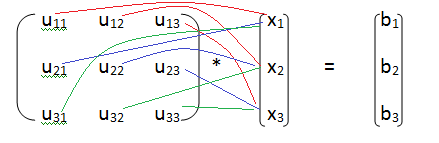 u11 u12 u13 x1 b1
u21 u22 u23 * x2 = b2
u31 u32 u33 x3 b3